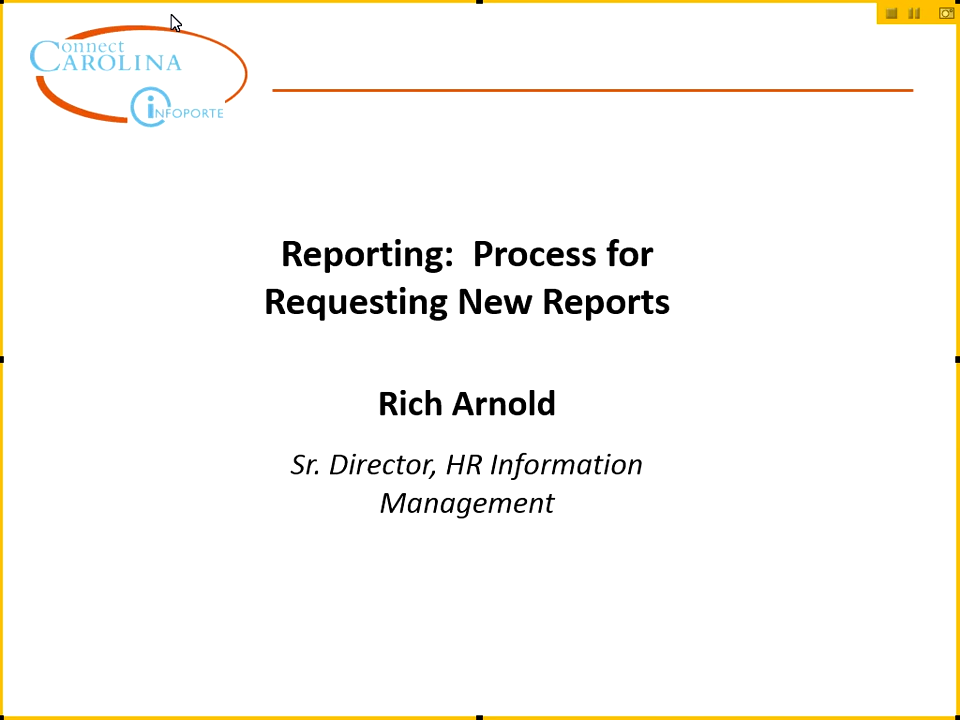 Connect
CAROLINA
INFOPORTE
Reporting:  Process for
Requesting New Reports
Rich Arnold
Sr. Director, HR Information
Management